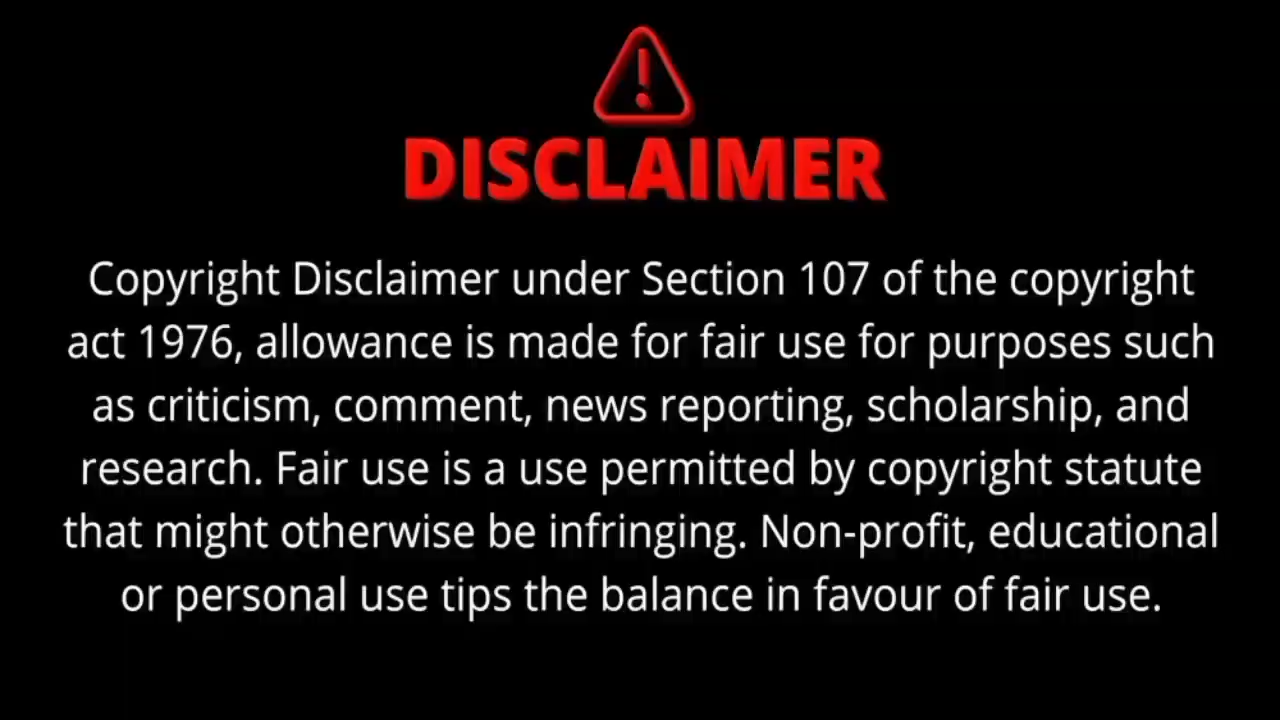 DISCLAIMER
Copyright Disclaimer under Section 107 of the copyright
act 1976, allowance is made for fair use for purposes such
as criticism, comment, news reporting, scholarship, and
research. Fair use is a use permitted by copyright statute
that might otherwise be infringing. Non-profit, educational
or personal use tips the balance in favour of fair use.